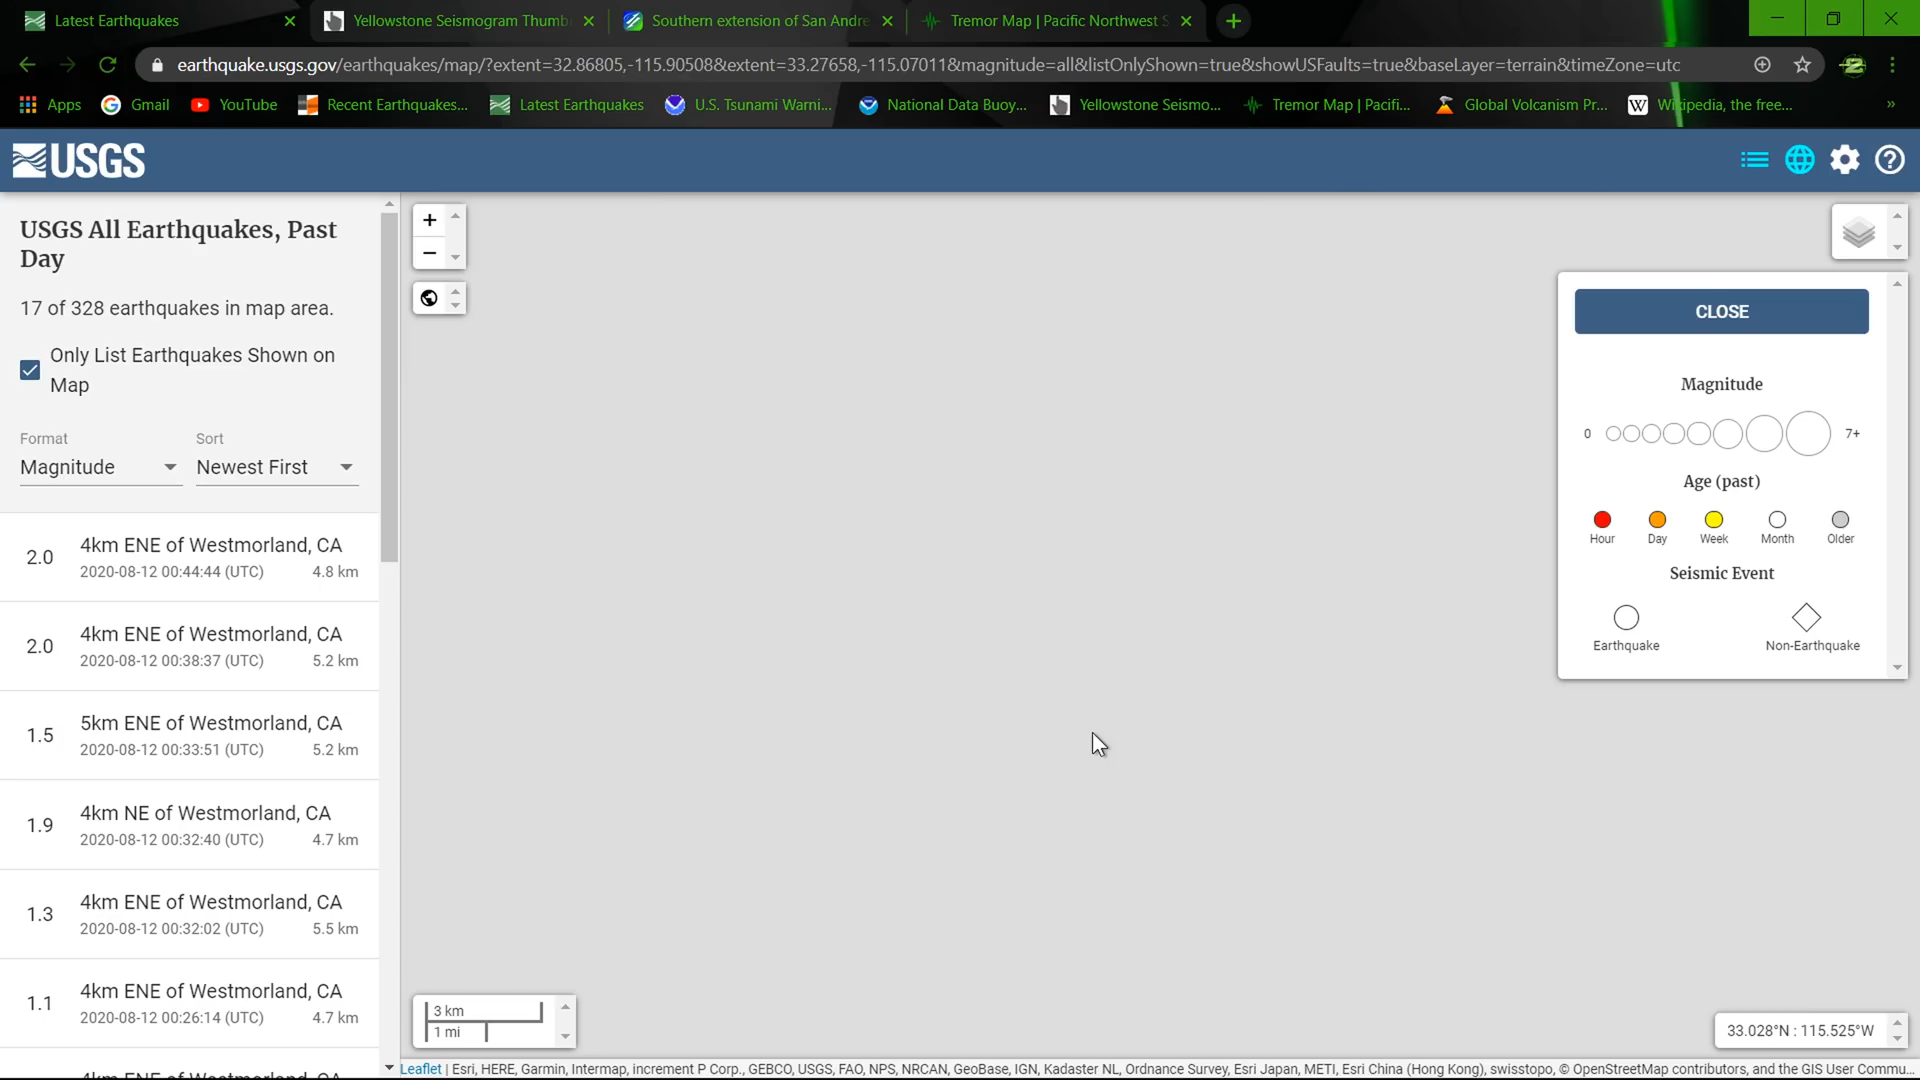 Latest Earthquakes
Yellowstone Seismogram Thumb
Southern extension of San Andre
Tremor Map | Pacific Northwest S
earthquake.usgs.gov/earthquakes/map/?extent=32.86805,-115.90508&extent=33.27658,-115.07011&magnitude=all&listOnlyShown=true&showUSFaults=true&baseLayer=terrain&timeZone=utc
Apps Gmail YouTube Recent Earthquakes... Latest Earthquakes U.S. Tsunami Warni... National Data Buoy... Yellowstone Seismo... Tremor Map | Pacifi... Global Volcanism Pr... Wikipedia, the free... »
USGS
USGS All Earthquakes, Past
Day
17 of 328 earthquakes in map area.
Only List Earthquakes Shown on
Map
Format Sort
Magnitude Newest First
2.0 4km ENE of Westmorland, CA
2020-08-12 00:44:44 (UTC) 4.8 km
2.0 4km ENE of Westmorland, CA
2020-08-12 00:38:37 (UTC) 5.2 km
1.5 5km ENE of Westmorland, CA
2020-08-12 00:33:51 (UTC) 5.2 km
1.9 4km NE of Westmorland, CA
2020-08-12 00:32:40 (UTC) 4.7 km
1.3 4km ENE of Westmorland, CA
2020-08-12 00:32:02 (UTC) 5.5 km
1.1 4km ENE of Westmorland, CA
2020-08-12 00:26:14 (UTC) 4.7 km
4km ENE of Westmorland, CA
+
−
CLOSE
Magnitude
0 7+
Age (past)
Hour Day Week Month Older
Seismic Event
Earthquake Non-Earthquake
3 km
1 mi
33.028°N : 115.525°W
Leaflet | Esri, HERE, Garmin, Intermap, increment P Corp., GEBCO, USGS, FAO, NPS, NRCAN, GeoBase, IGN, Kadaster NL, Ordnance Survey, Esri Japan, METI, Esri China (Hong Kong), swisstopo, © OpenStreetMap contributors, and the GIS User Commu...